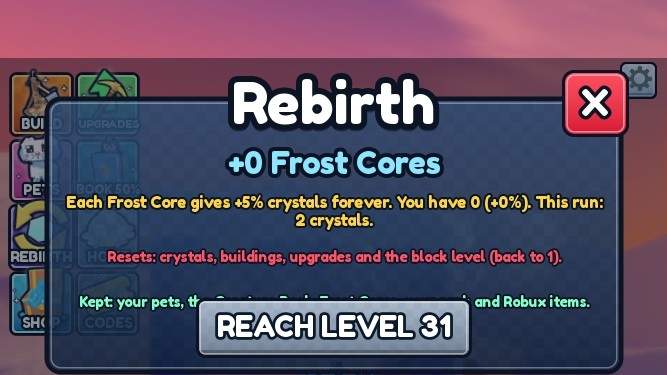 Rebirth
+0 Frost Cores
BUILD
UPGRADES
Each Frost Core gives +5% crystals forever. You have 0 (+0%). This run:
2 crystals.
PETS
BOOK 50%
Resets: crystals, buildings, upgrades and the block level (back to 1).
REBIRTH
Kept: your pets, and Robux items.
REACH LEVEL 31
SHOP
CODES